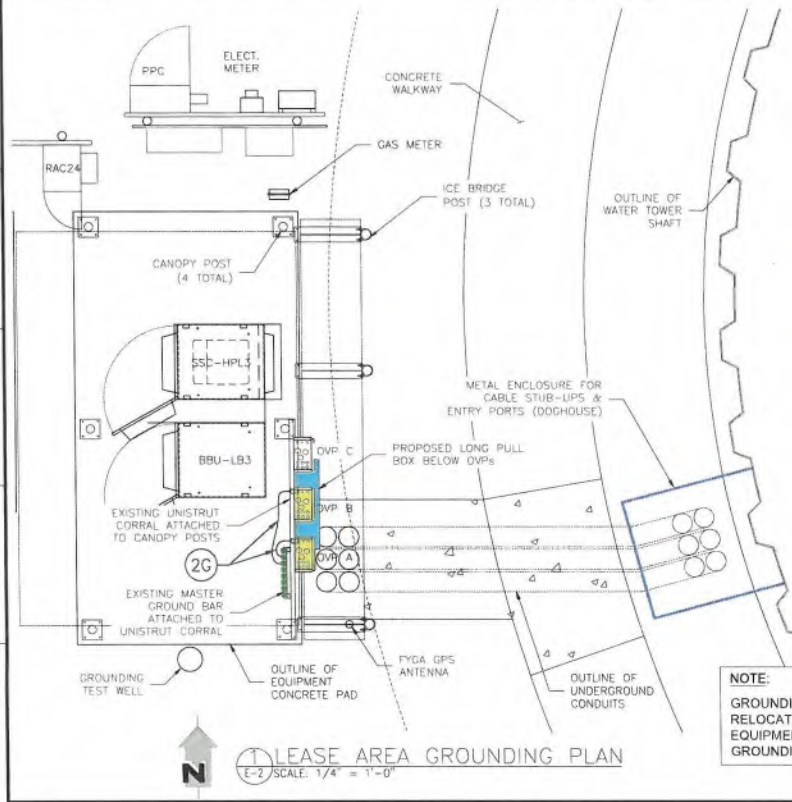 PPC
ELECT.
METER
CONCRETE
WALKWAY
GAS METER
RAC24
ICE BRIDGE
POST (3 TOTAL)
OUTLINE OF
WATER TOWER
SHAFT
CANOPY POST
(4 TOTAL)
SSC-HPL3
METAL ENCLOSURE FOR
CABLE STUB-UPS &
ENTRY PORTS (DOGHOUSE)
BBU-LB3
OVP C
PROPOSED LONG PULL
BOX BELOW OVPs
EXISTING UNISTRUT
CORRAL ATTACHED
TO CANOPY POSTS
OVP B
2G
OVP A
EXISTING MASTER
GROUND BAR
ATTACHED TO
UNISTRUT CORRAL
GROUNDING
TEST WELL
OUTLINE OF
EQUIPMENT
CONCRETE PAD
FYGA GPS
ANTENNA
OUTLINE OF
UNDERGROUND
CONDUITS
NOTE:
GROUNDI
RELOCAT
EQUIPME
GROUNDI
N
1 LEASE AREA GROUNDING PLAN
E-2 SCALE: 1/4" = 1'-0"